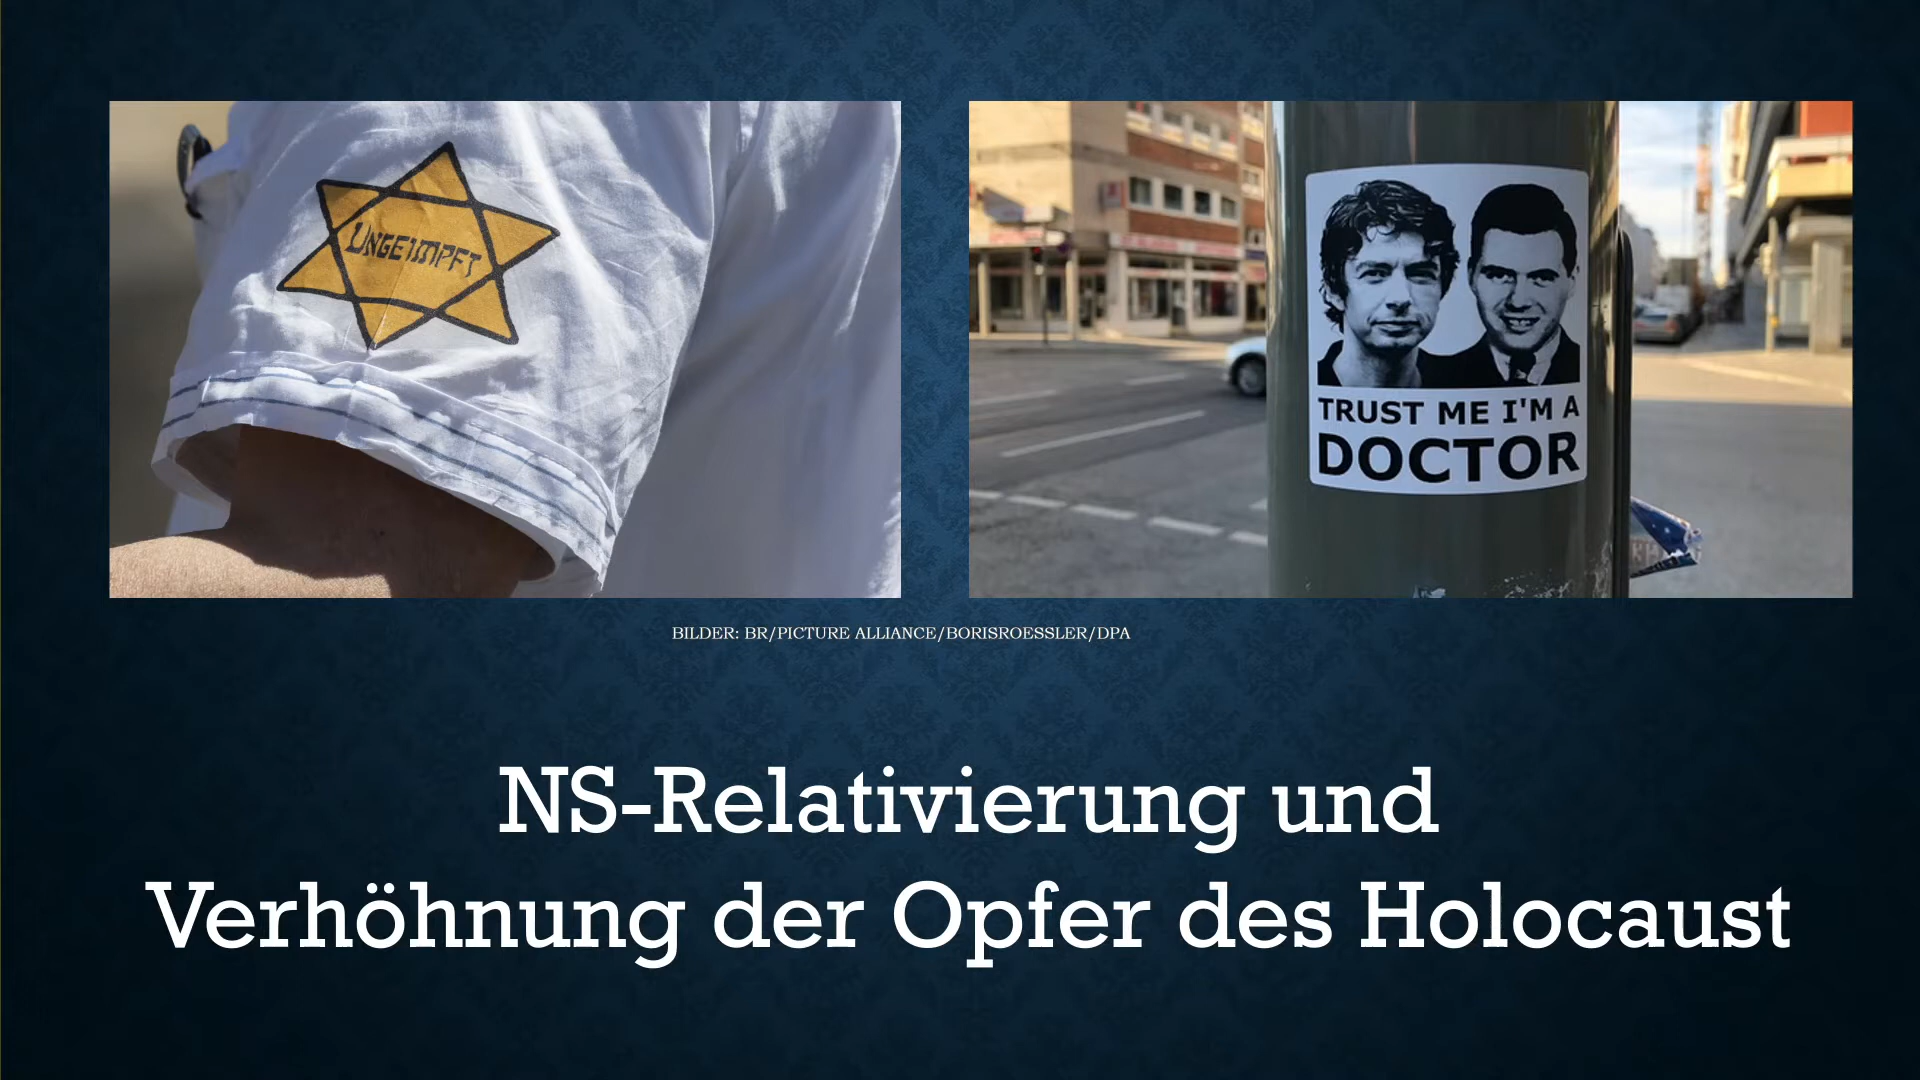 UNGEIMPFT
TRUST ME I'M A
DOCTOR
BILDER: BR/PICTURE ALLIANCE/BORISROESSLER/DPA
NS-Relativierung und
Verhöhnung der Opfer des Holocaust